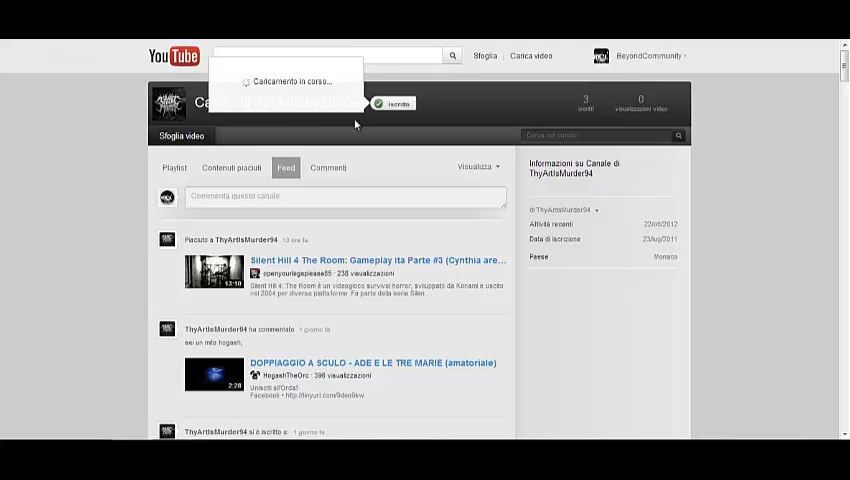 YouTube
Sfoglia
Carica video
BeyondCommunity
Caricamento in corso...
Iscritto
3
iscritti
0
visualizzazioni video
Sfoglia video
Cerca nel canale
Playlist
Contenuti piaciuti
Feed
Commenti
Visualizza
Commenta questo canale
Piaciuto a ThyArtIsMurder94 13 ore fa
Silent Hill 4 The Room: Gameplay ita Parte #3 (Cynthia are...
openyourlegsplease85 · 238 visualizzazioni
Silent Hill 4: The Room è un videogioco survival horror, sviluppato da Konami e uscito
nel 2004 per diverse piattaforme. Fa parte della serie Silen...
13:10
ThyArtIsMurder94 ha commentato 1 giorno fa
sei un mito hogash,
DOPPIAGGIO A SCULO - ADE E LE TRE MARIE (amatoriale)
HogashTheOrc · 396 visualizzazioni
Unisciti all'Orda!!
Facebook • http://tinyurl.com/9deo9kw
2:28
ThyArtIsMurder94 si è iscritto a: 1 giorno fa
Informazioni su Canale di
ThyArtIsMurder94
di ThyArtIsMurder94
Attività recenti 22/ott/2012
Data di iscrizione 23/lug/2011
Paese Monaco